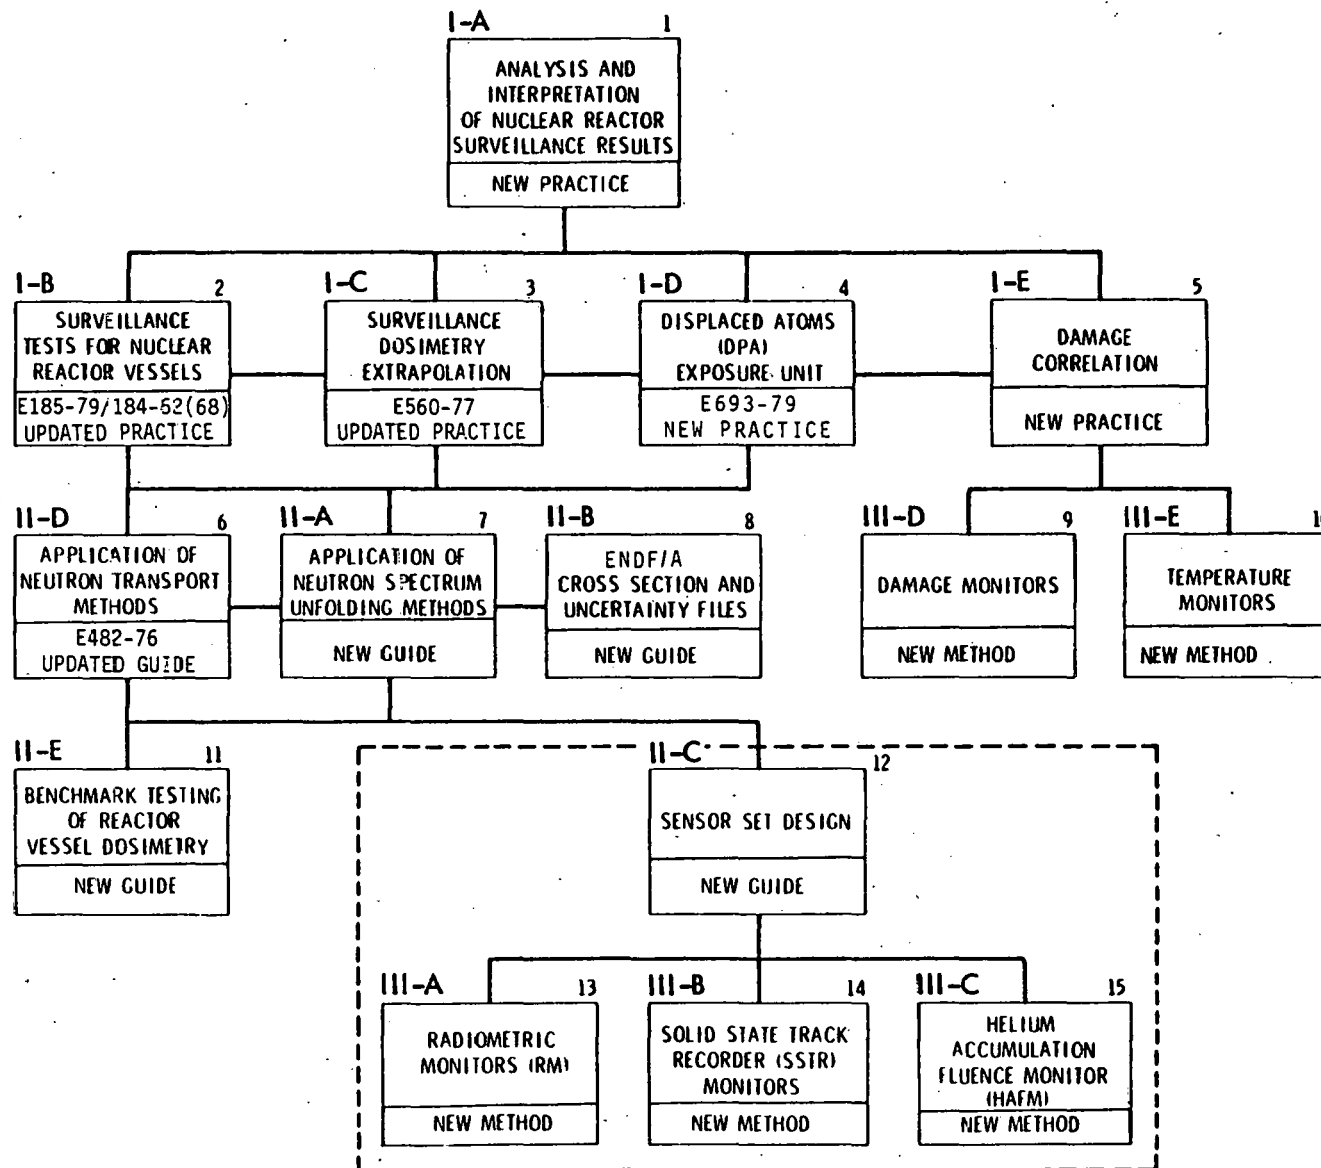 I-A 1
ANALYSIS AND
INTERPRETATION
OF NUCLEAR REACTOR
SURVEILLANCE RESULTS
NEW PRACTICE
I-B 2
SURVEILLANCE
TESTS FOR NUCLEAR
REACTOR VESSELS
E185-79/184-62(68)
UPDATED PRACTICE
I-C 3
SURVEILLANCE
DOSIMETRY
EXTRAPOLATION
E560-77
UPDATED PRACTICE
I-D 4
DISPLACED ATOMS
(DPA)
EXPOSURE UNIT
E693-79
NEW PRACTICE
I-E 5
DAMAGE
CORRELATION
NEW PRACTICE
II-D 6
APPLICATION OF
NEUTRON TRANSPORT
METHODS
E482-76
UPDATED GUIDE
II-A 7
APPLICATION OF
NEUTRON SPECTRUM
UNFOLDING METHODS
NEW GUIDE
II-B 8
ENDF/A
CROSS SECTION AND
UNCERTAINTY FILES
NEW GUIDE
III-D 9
DAMAGE MONITORS
NEW METHOD
III-E
TEMPERATURE
MONITORS
NEW METHOD
II-E 11
BENCHMARK TESTING
OF REACTOR
VESSEL DOSIMETRY
NEW GUIDE
II-C 12
SENSOR SET DESIGN
NEW GUIDE
III-A 13
RADIOMETRIC
MONITORS (RM)
NEW METHOD
III-B 14
SOLID STATE TRACK
RECORDER (SSTR)
MONITORS
NEW METHOD
III-C 15
HELIUM
ACCUMULATION
FLUENCE MONITOR
(HAFM)
NEW METHOD